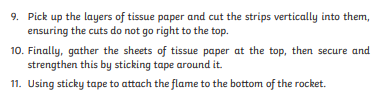 9. Pick up the layers of tissue paper and cut the strips vertically into them,
ensuring the cuts do not go right to the top.
10. Finally, gather the sheets of tissue paper at the top, then secure and
strengthen this by sticking tape around it.
11. Using sticky tape to attach the flame to the bottom of the rocket.